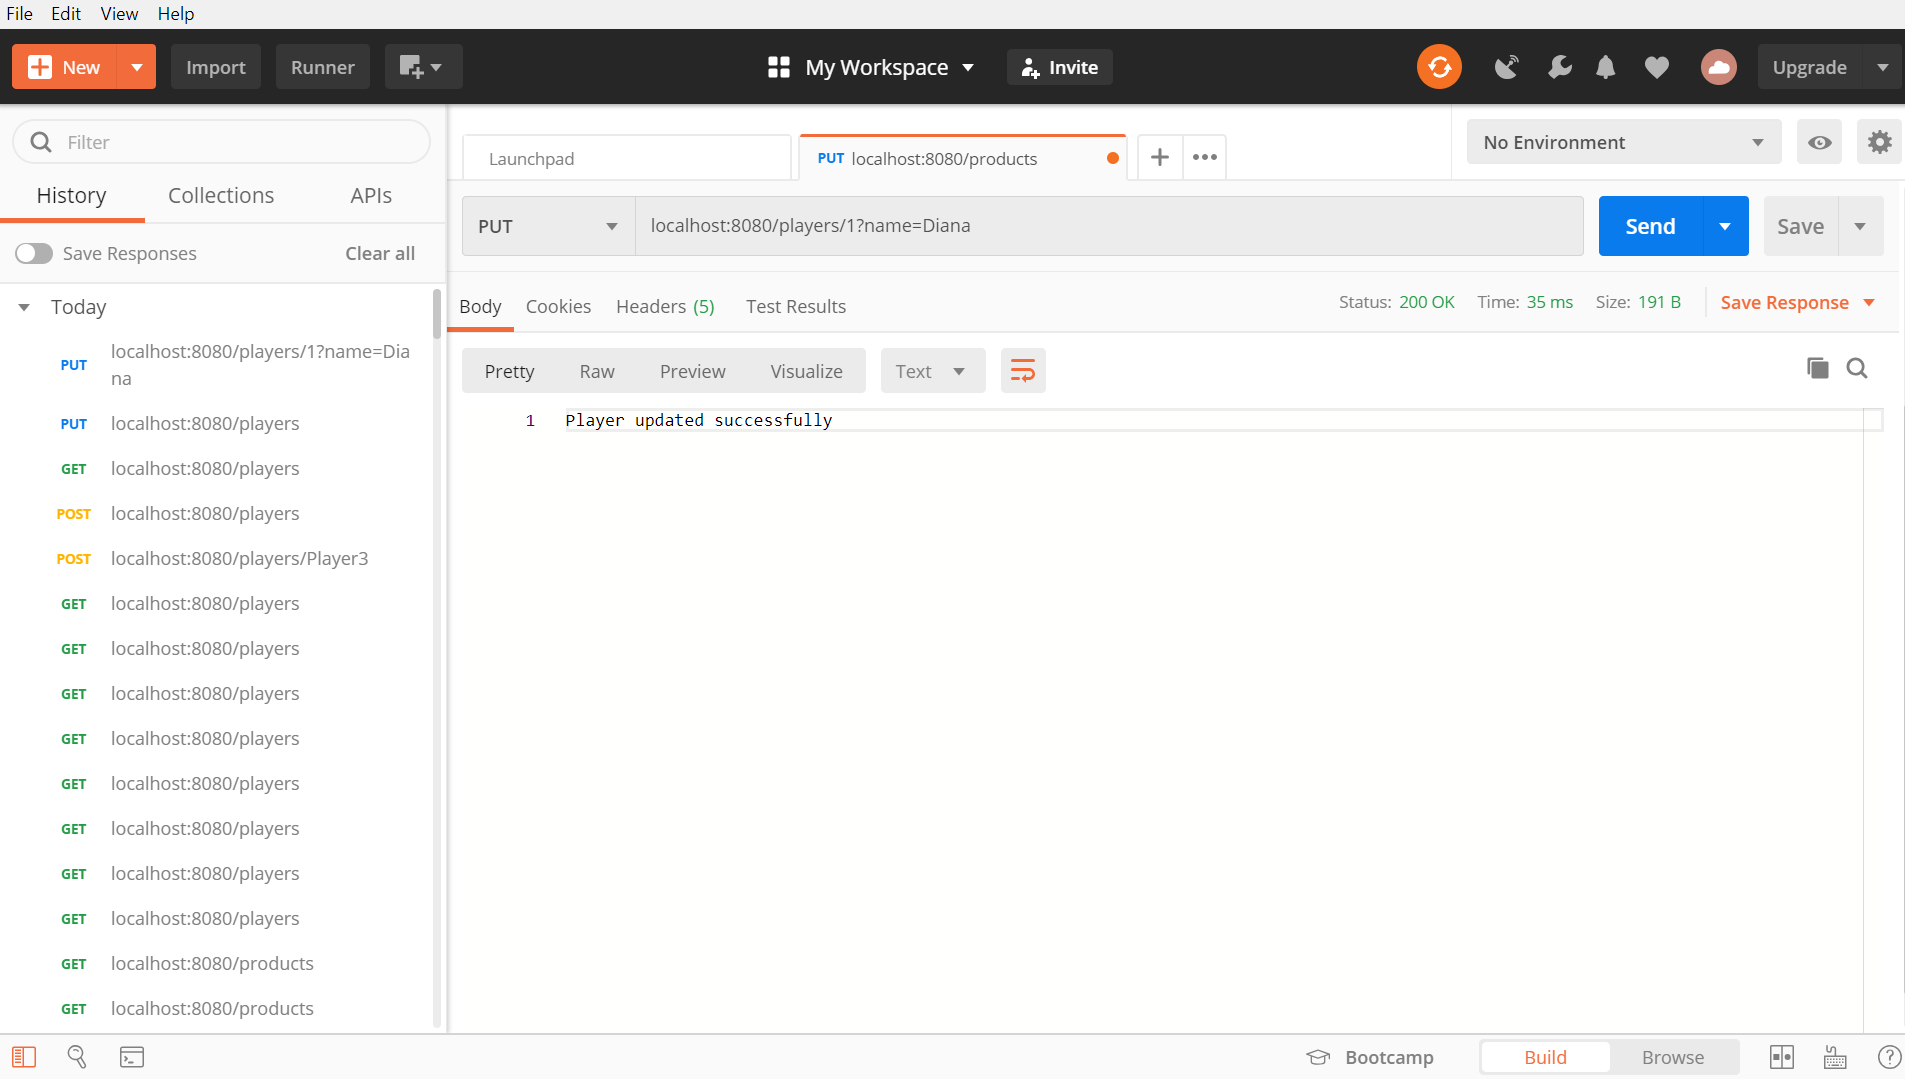 File Edit View Help
New Import Runner My Workspace Invite Upgrade
Filter
History Collections APIs
Save Responses Clear all
Today
PUT localhost:8080/players/1?name=Dia
na
PUT localhost:8080/players
GET localhost:8080/players
POST localhost:8080/players
POST localhost:8080/players/Player3
GET localhost:8080/players
GET localhost:8080/players
GET localhost:8080/players
GET localhost:8080/players
GET localhost:8080/players
GET localhost:8080/players
GET localhost:8080/players
GET localhost:8080/players
GET localhost:8080/products
GET localhost:8080/products
Launchpad PUT localhost:8080/products No Environment
PUT localhost:8080/players/1?name=Diana Send Save
Body Cookies Headers (5) Test Results Status: 200 OK Time: 35 ms Size: 191 B Save Response
Pretty Raw Preview Visualize Text
1 Player updated successfully
Bootcamp Build Browse